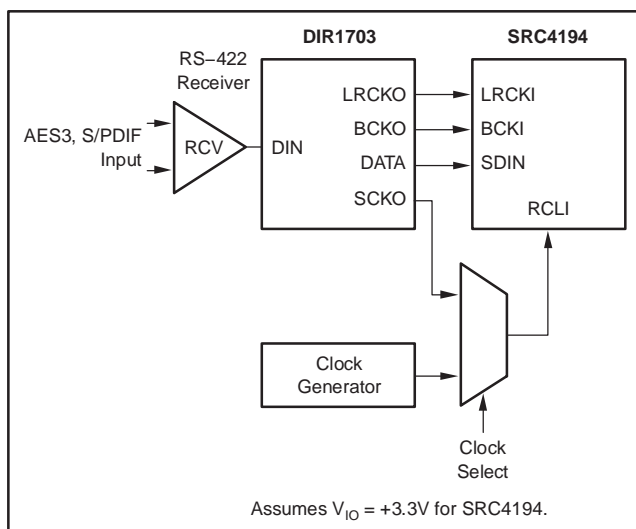 DIR1703
SRC4194
RS−422
Receiver
AES3, S/PDIF
Input
RCV
DIN
LRCKO
BCKO
DATA
SCKO
LRCKI
BCKI
SDIN
RCLI
Clock
Generator
Clock
Select
Assumes VIO = +3.3V for SRC4194.